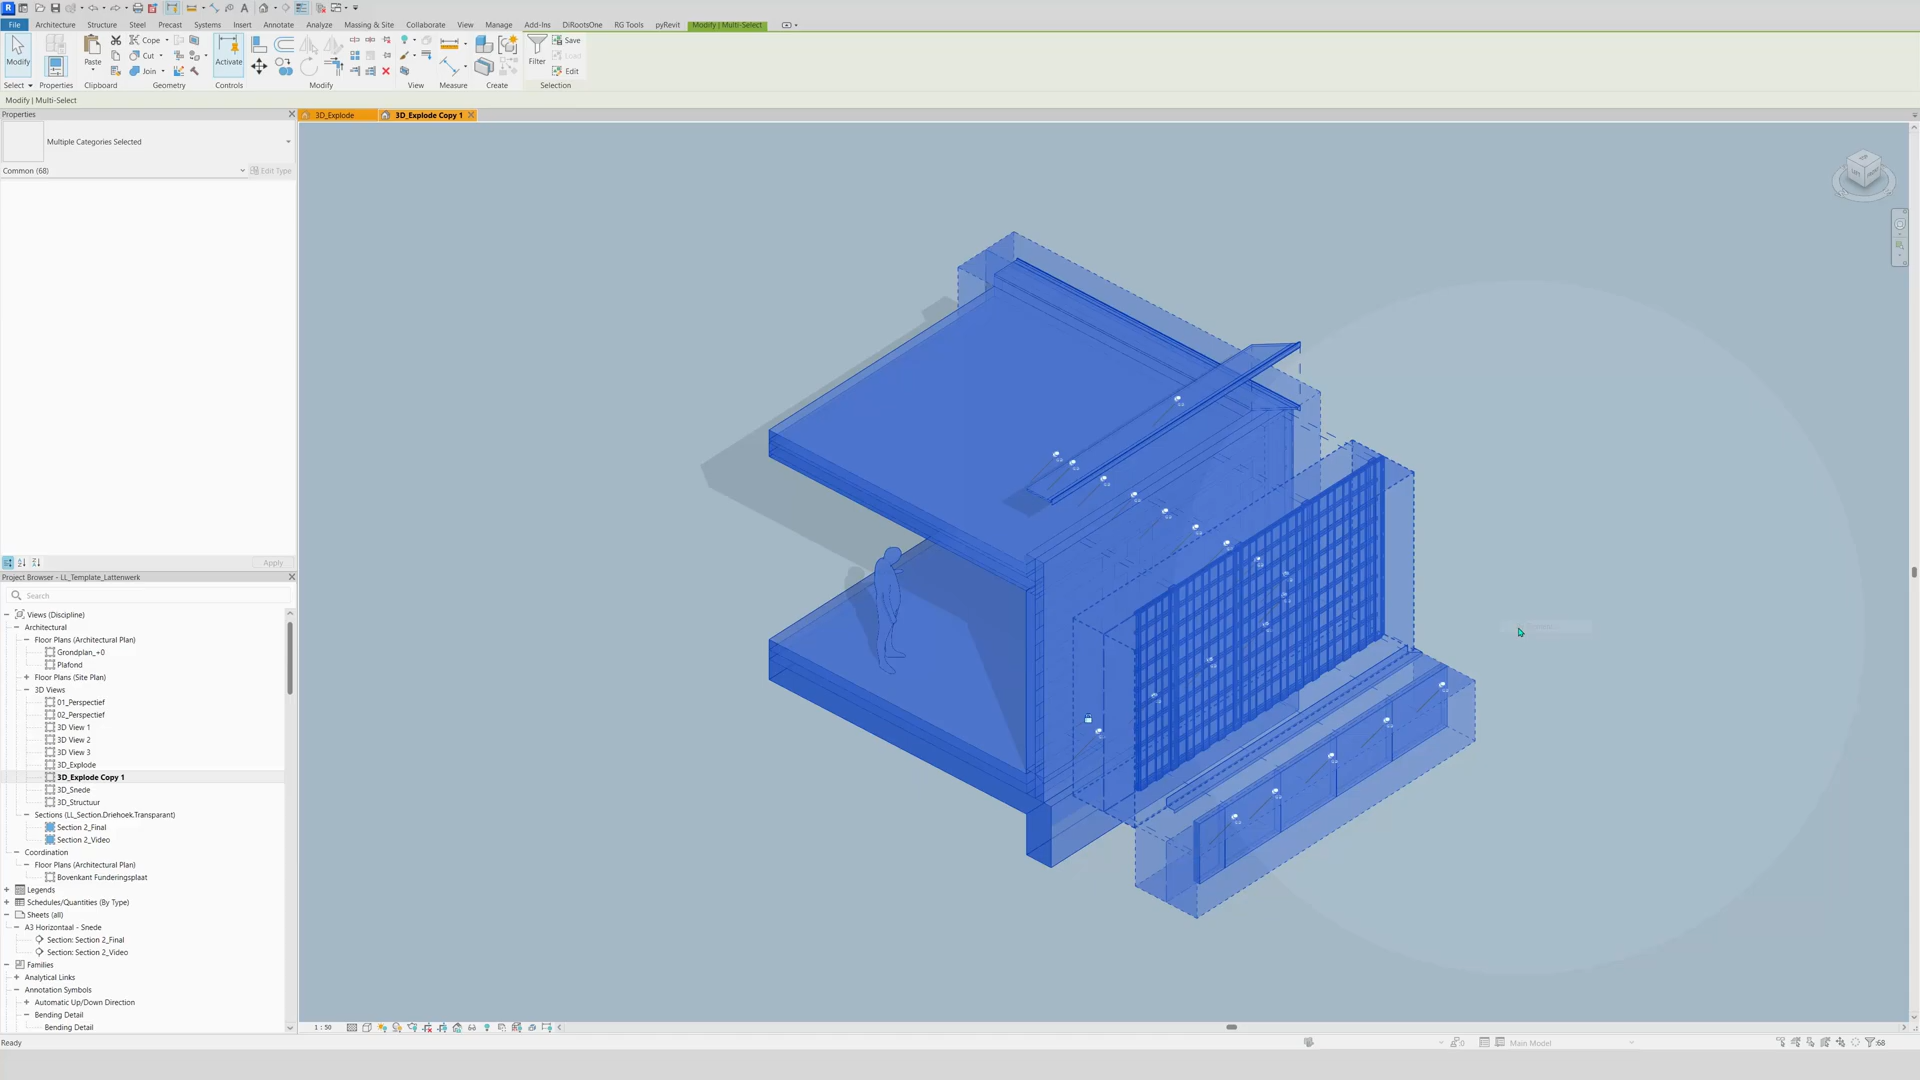 File Architecture Structure Steel Precast Systems Insert Annotate Analyze Massing & Site Collaborate View Manage Add-Ins DiRootsOne RG Tools pyRevit Modify | Multi-Select
Modify Paste Cope Cut Join Activate Filter Save Edit
Select Properties Clipboard Geometry Controls Modify View Measure Create Selection
Modify | Multi-Select
Properties
3D_Explode 3D_Explode Copy 1
Multiple Categories Selected
Common (68) Edit Type
Apply
Project Browser - LL_Template_Lattenwerk
Search
Views (Discipline)
Architectural
Floor Plans (Architectural Plan)
Grondplan_+0
Plafond
Floor Plans (Site Plan)
3D Views
01_Perspectief
02_Perspectief
3D View 1
3D View 2
3D View 3
3D_Explode
3D_Explode Copy 1
3D_Snede
3D_Structuur
Sections (LL_Section.Driehoek.Transparant)
Section 2_Final
Section 2_Video
Coordination
Floor Plans (Architectural Plan)
Bovenkant Funderingsplaat
Legends
Schedules/Quantities (By Type)
Sheets (all)
A3 Horizontaal - Snede
Section: Section 2_Final
Section: Section 2_Video
Families
Analytical Links
Annotation Symbols
Automatic Up/Down Direction
Bending Detail
Bending Detail
1 : 50
Ready :0 Main Model :68